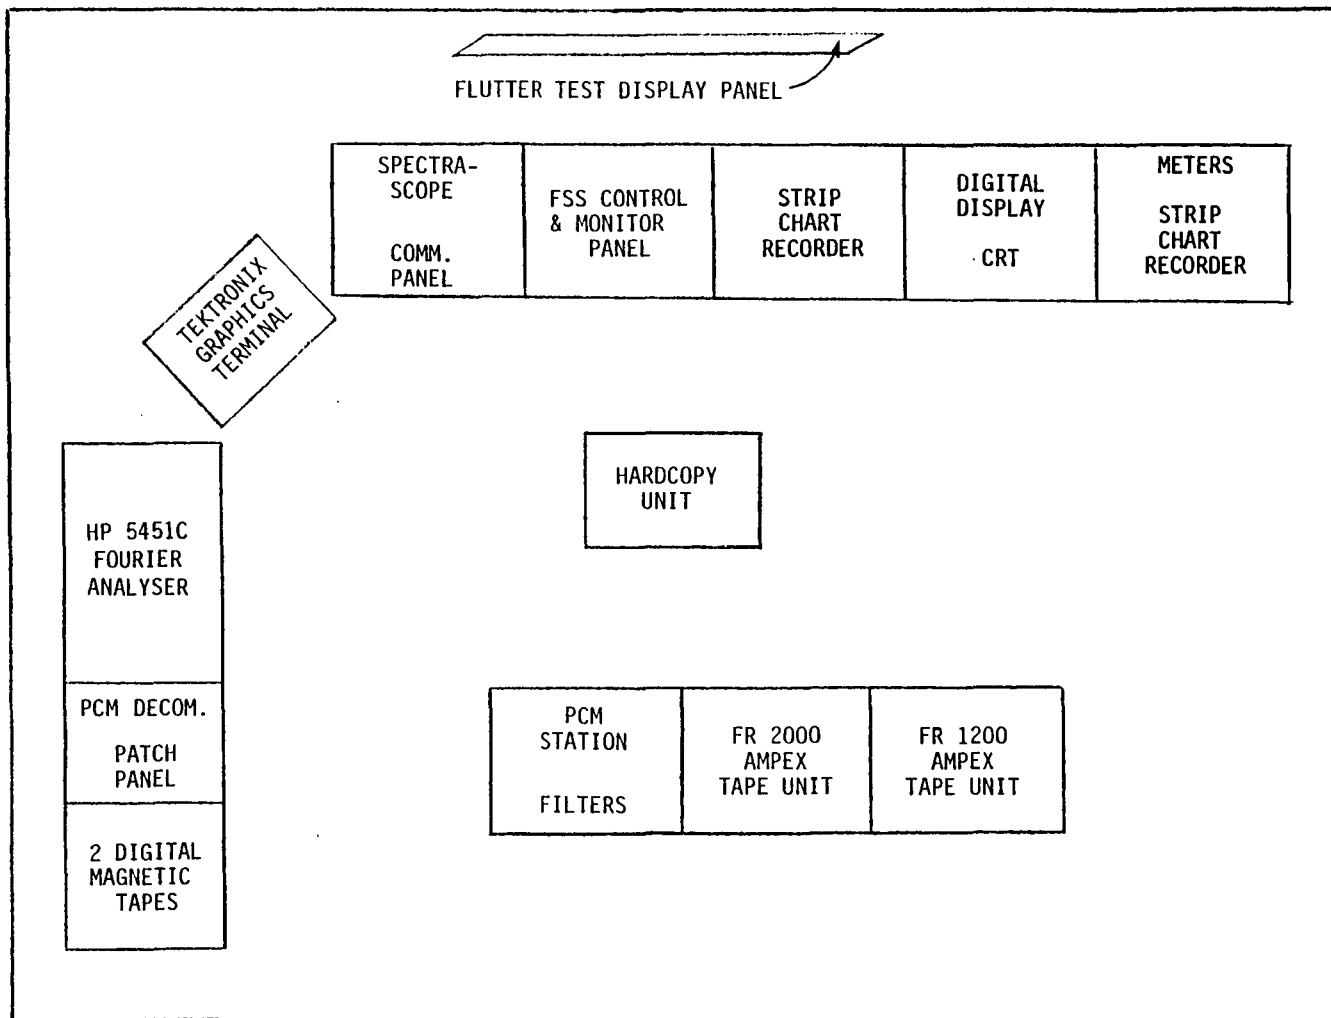 FLUTTER TEST DISPLAY PANEL
SPECTRA-
SCOPE
COMM.
PANEL
FSS CONTROL
& MONITOR
PANEL
STRIP
CHART
RECORDER
DIGITAL
DISPLAY
CRT
METERS
STRIP
CHART
RECORDER
TEKTRONIX
GRAPHICS
TERMINAL
HARDCOPY
UNIT
HP 5451C
FOURIER
ANALYSER
PCM DECOM.
PATCH
PANEL
2 DIGITAL
MAGNETIC
TAPES
PCM
STATION
FILTERS
FR 2000
AMPEX
TAPE UNIT
FR 1200
AMPEX
TAPE UNIT